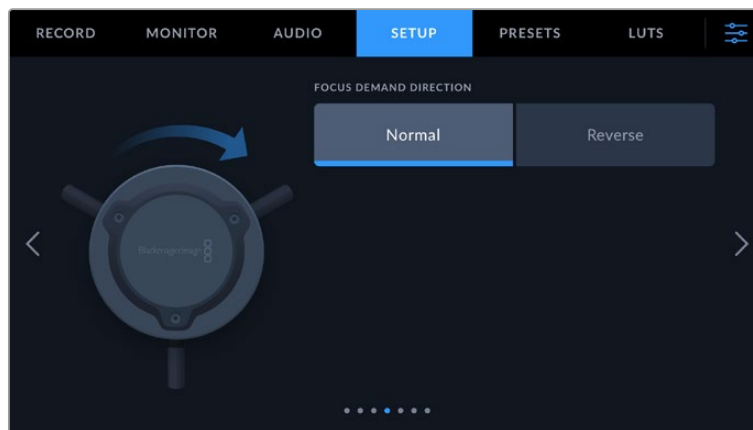 RECORD MONITOR AUDIO SETUP PRESETS LUTS
FOCUS DEMAND DIRECTION
Normal Reverse
Blackmagicdesign